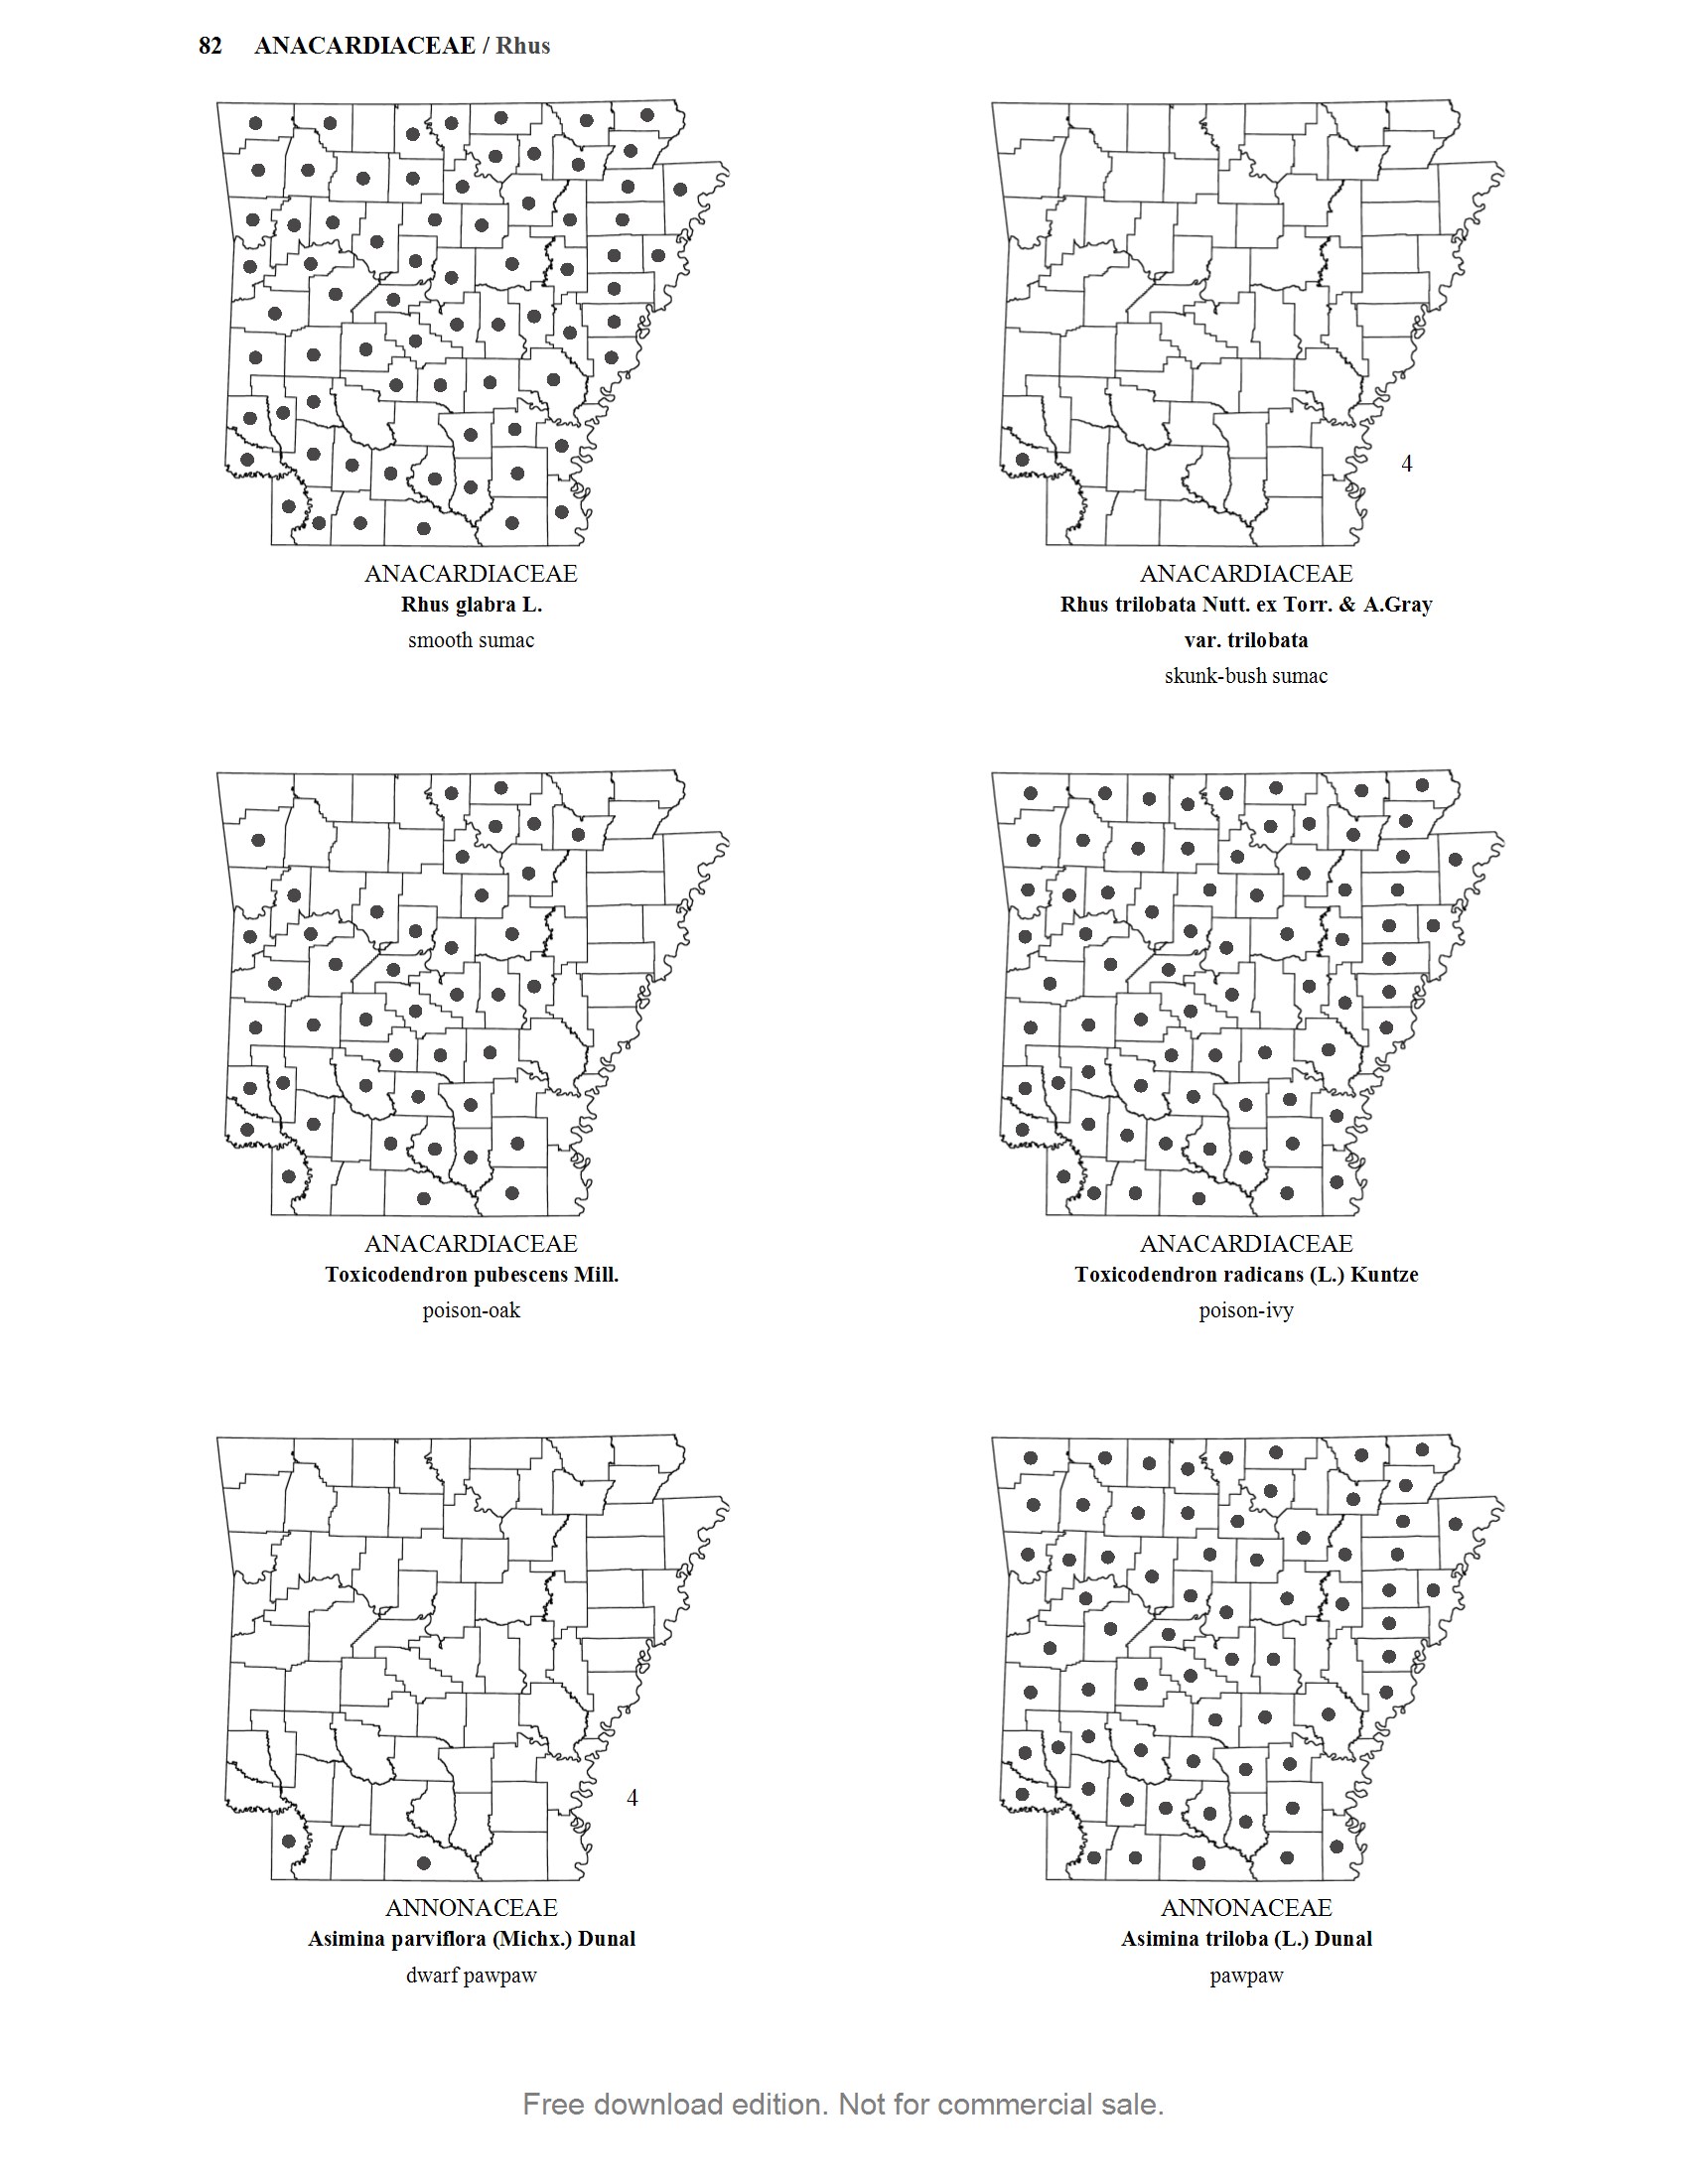 82 ANACARDIACEAE / Rhus
ANACARDIACEAE
Rhus glabra L.
smooth sumac
4
ANACARDIACEAE
Rhus trilobata Nutt. ex Torr. & A.Gray
var. trilobata
skunk-bush sumac
ANACARDIACEAE
Toxicodendron pubescens Mill.
poison-oak
ANACARDIACEAE
Toxicodendron radicans (L.) Kuntze
poison-ivy
4
ANNONACEAE
Asimina parviflora (Michx.) Dunal
dwarf pawpaw
ANNONACEAE
Asimina triloba (L.) Dunal
pawpaw
Free download edition. Not for commercial sale.